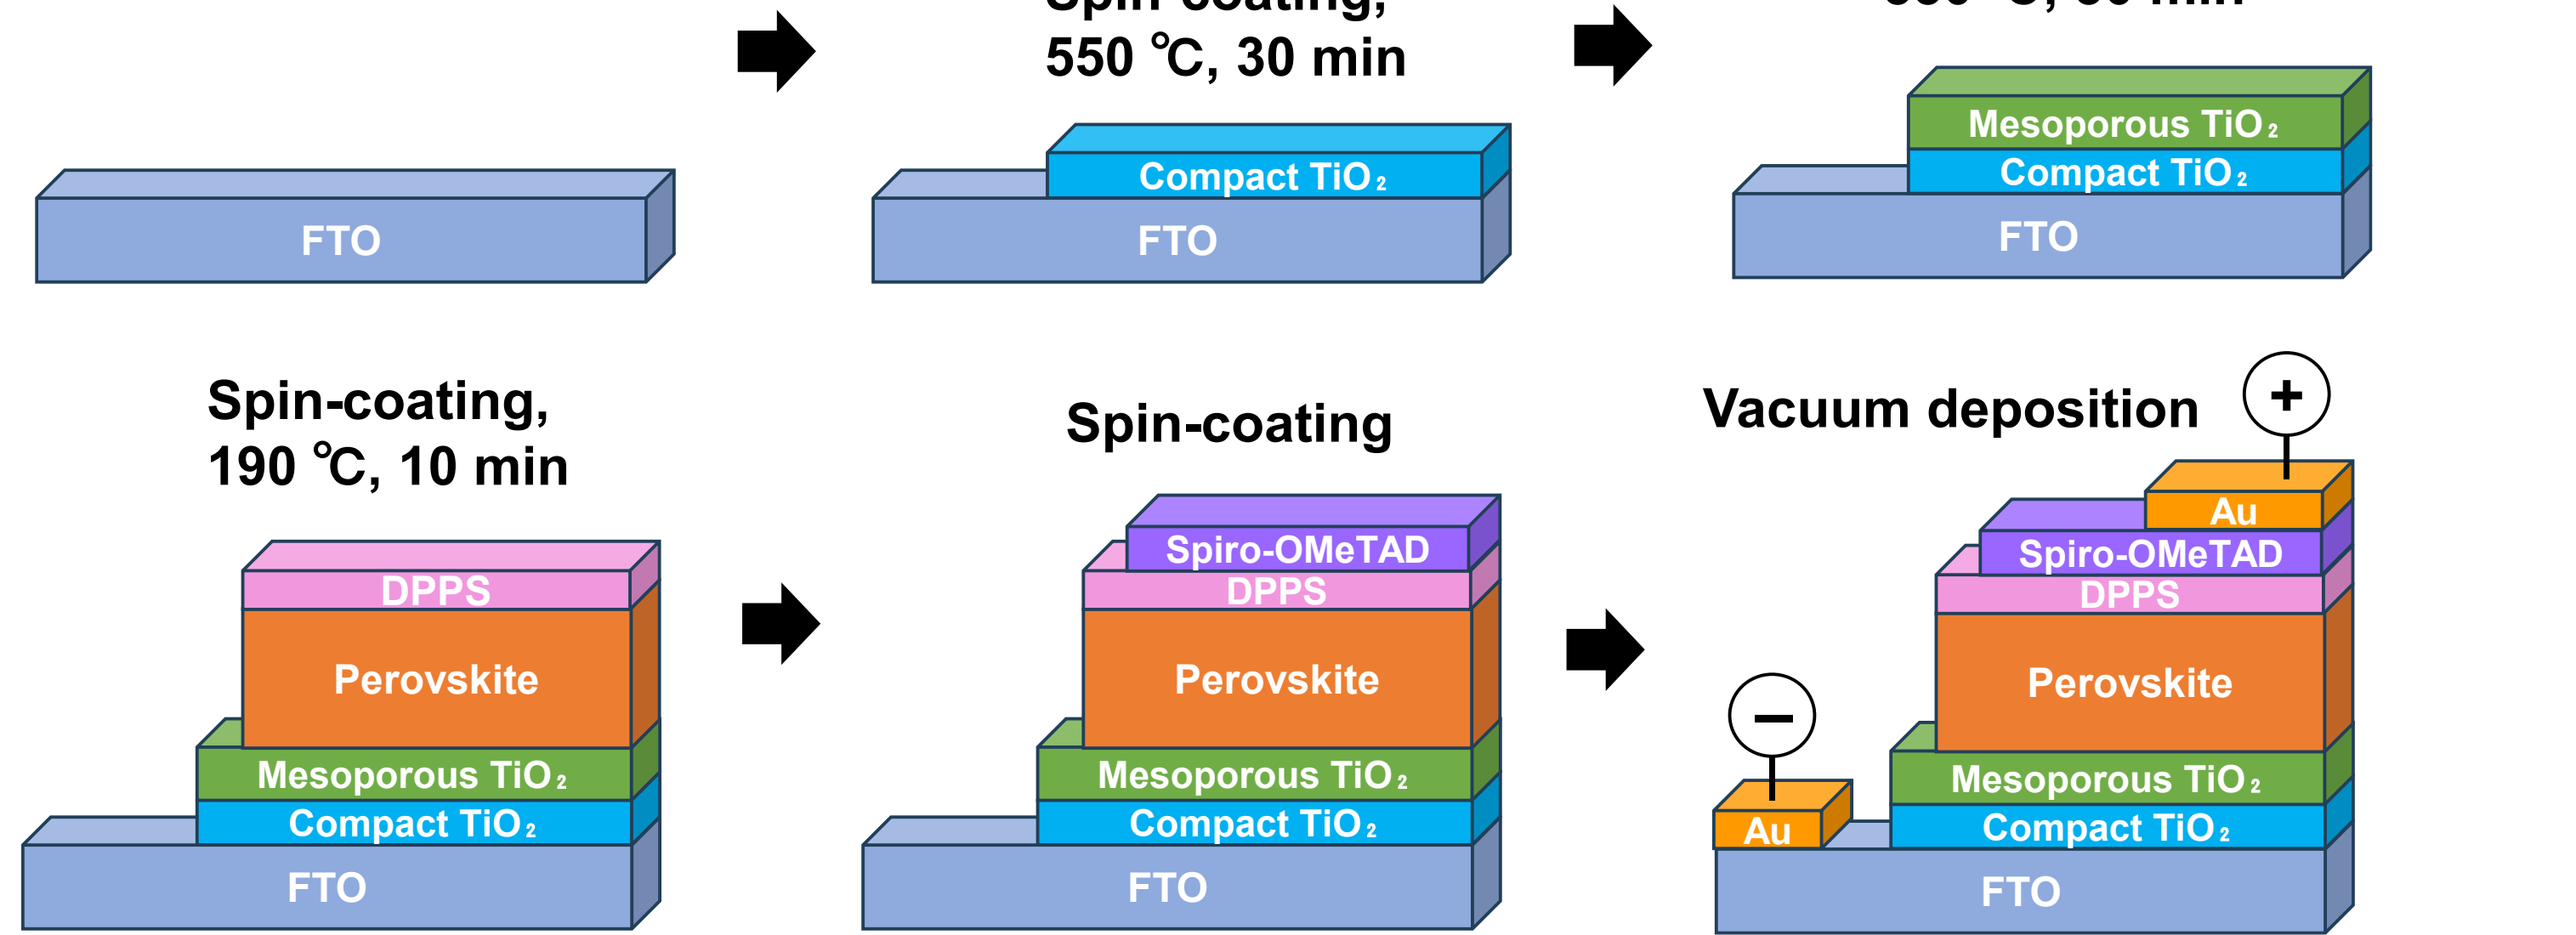 Spin-coating,
550 ℃, 30 min
FTO
Compact TiO₂
FTO
Mesoporous TiO₂
Compact TiO₂
FTO
Spin-coating,
190 ℃, 10 min
DPPS
Perovskite
Mesoporous TiO₂
Compact TiO₂
FTO
Spin-coating
Spiro-OMeTAD
DPPS
Perovskite
Mesoporous TiO₂
Compact TiO₂
FTO
Vacuum deposition
+
Au
Spiro-OMeTAD
DPPS
Perovskite
−
Au
Mesoporous TiO₂
Compact TiO₂
FTO